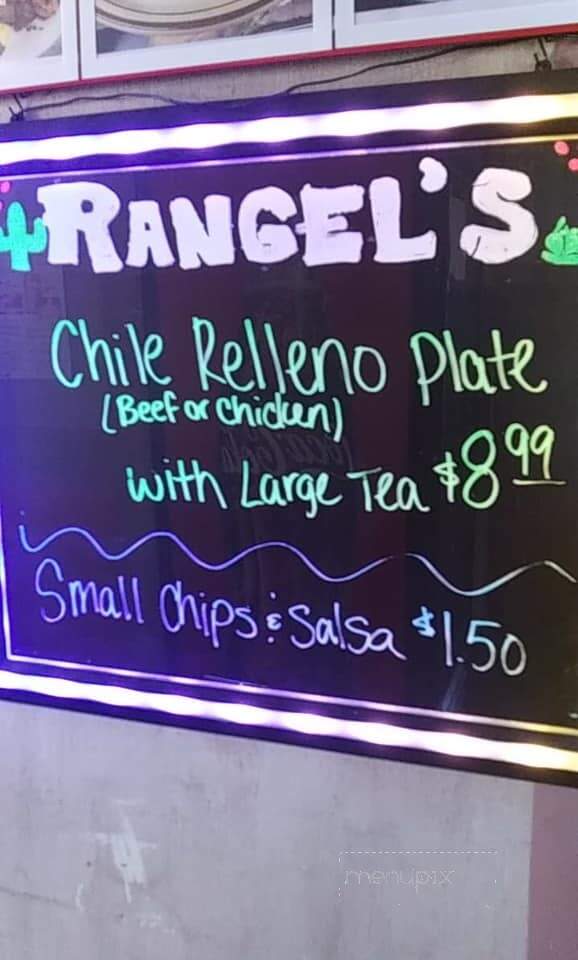 RANGEL'S
Chile Relleno Plate
(Beef or Chicken)
with Large Tea $8.99
Small Chips & Salsa $1.50
menupix